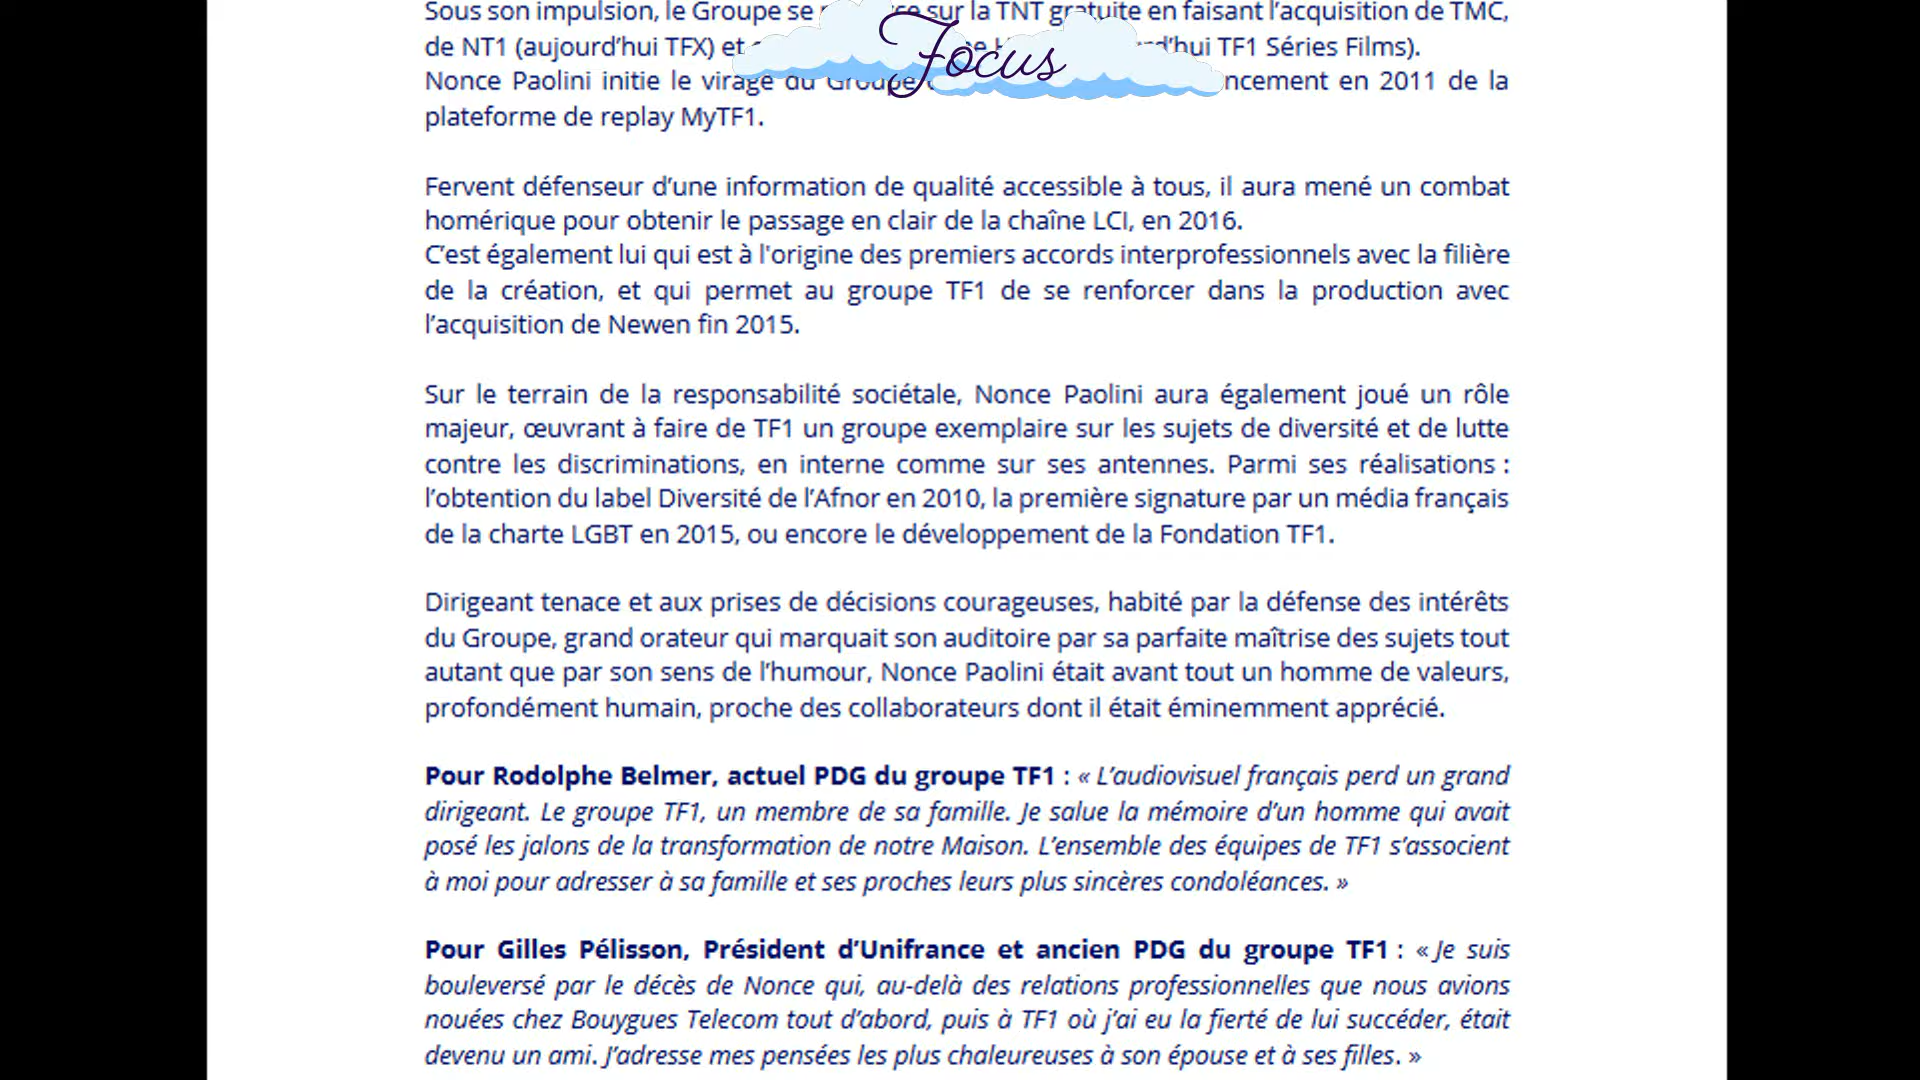 Sous son impulsion, le Groupe se sur la TNT gratuite en faisant l’acquisition de TMC,
de NT1 (aujourd’hui TFX) et TF1 Séries Films).
Focus
Nonce Paolini initie le virage du Groupe en 2011 de la
plateforme de replay MyTF1.
Fervent défenseur d’une information de qualité accessible à tous, il aura mené un combat
homérique pour obtenir le passage en clair de la chaîne LCI, en 2016.
C’est également lui qui est à l'origine des premiers accords interprofessionnels avec la filière
de la création, et qui permet au groupe TF1 de se renforcer dans la production avec
l’acquisition de Newen fin 2015.
Sur le terrain de la responsabilité sociétale, Nonce Paolini aura également joué un rôle
majeur, œuvrant à faire de TF1 un groupe exemplaire sur les sujets de diversité et de lutte
contre les discriminations, en interne comme sur ses antennes. Parmi ses réalisations :
l’obtention du label Diversité de l’Afnor en 2010, la première signature par un média français
de la charte LGBT en 2015, ou encore le développement de la Fondation TF1.
Dirigeant tenace et aux prises de décisions courageuses, habité par la défense des intérêts
du Groupe, grand orateur qui marquait son auditoire par sa parfaite maîtrise des sujets tout
autant que par son sens de l’humour, Nonce Paolini était avant tout un homme de valeurs,
profondément humain, proche des collaborateurs dont il était éminemment apprécié.
Pour Rodolphe Belmer, actuel PDG du groupe TF1 : « L’audiovisuel français perd un grand
dirigeant. Le groupe TF1, un membre de sa famille. Je salue la mémoire d’un homme qui avait
posé les jalons de la transformation de notre Maison. L’ensemble des équipes de TF1 s’associent
à moi pour adresser à sa famille et ses proches leurs plus sincères condoléances. »
Pour Gilles Pélisson, Président d’Unifrance et ancien PDG du groupe TF1 : « Je suis
bouleversé par le décès de Nonce qui, au-delà des relations professionnelles que nous avions
nouées chez Bouygues Telecom tout d’abord, puis à TF1 où j’ai eu la fierté de lui succéder, était
devenu un ami. J’adresse mes pensées les plus chaleureuses à son épouse et à ses filles. »